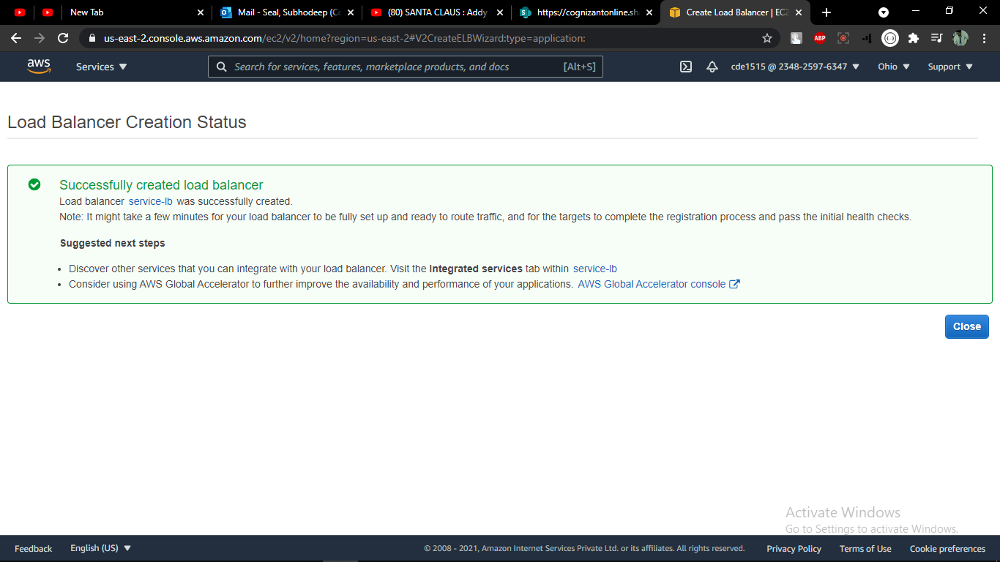 New Tab
Mail - Seal, Subhodeep (Co
(80) SANTA CLAUS : Addy
https://cognizantonline.sh
Create Load Balancer | EC2
us-east-2.console.aws.amazon.com/ec2/v2/home?region=us-east-2#V2CreateELBWizard:type=application:
ABP
aws
Services
Search for services, features, marketplace products, and docs
[Alt+S]
cde1515 @ 2348-2597-6347
Ohio
Support
Load Balancer Creation Status
Successfully created load balancer
Load balancer service-lb was successfully created.
Note: It might take a few minutes for your load balancer to be fully set up and ready to route traffic, and for the targets to complete the registration process and pass the initial health checks.
Suggested next steps
• Discover other services that you can integrate with your load balancer. Visit the Integrated services tab within service-lb
• Consider using AWS Global Accelerator to further improve the availability and performance of your applications. AWS Global Accelerator console
Close
Activate Windows
Go to Settings to activate Windows.
Feedback
English (US)
© 2008 - 2021, Amazon Internet Services Private Ltd. or its affiliates. All rights reserved.
Privacy Policy
Terms of Use
Cookie preferences